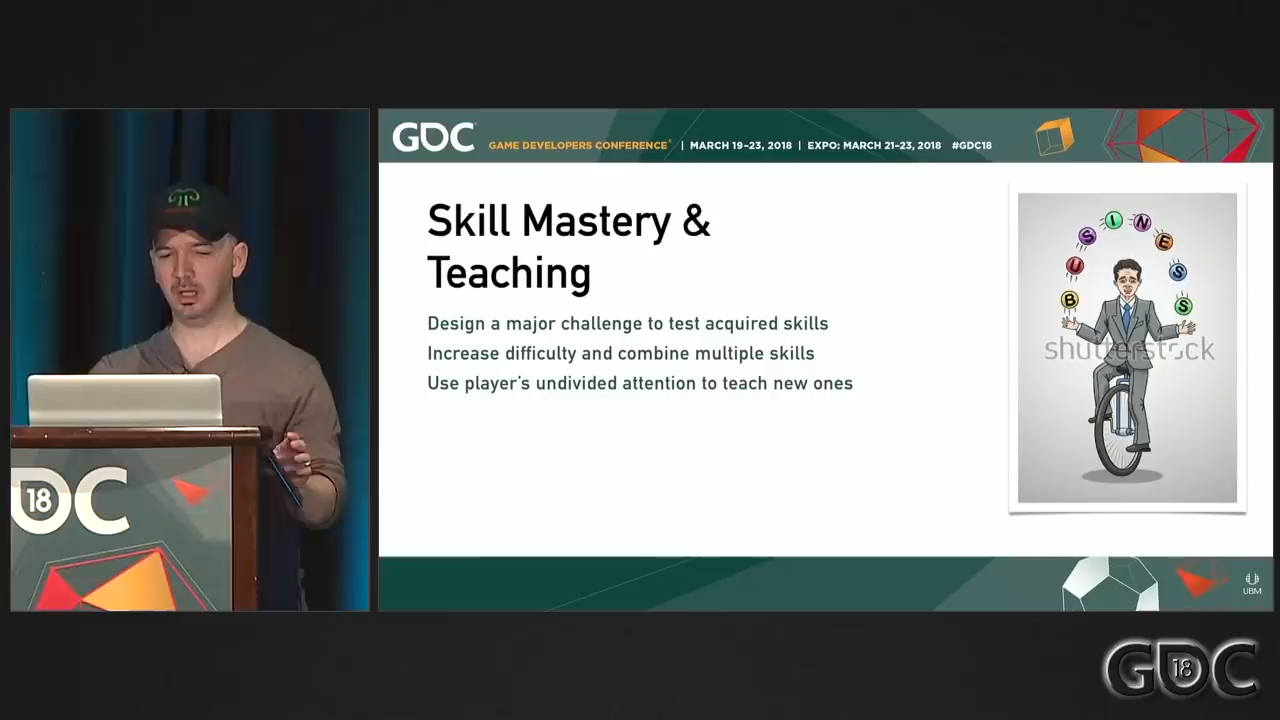 GDC
GAME DEVELOPERS CONFERENCE® | MARCH 19–23, 2018 | EXPO: MARCH 21–23, 2018 #GDC18
Skill Mastery &
Teaching
Design a major challenge to test acquired skills
Increase difficulty and combine multiple skills
Use player's undivided attention to teach new ones
BUSINESS
shutterstock
18
DC
UBM
GDC
18